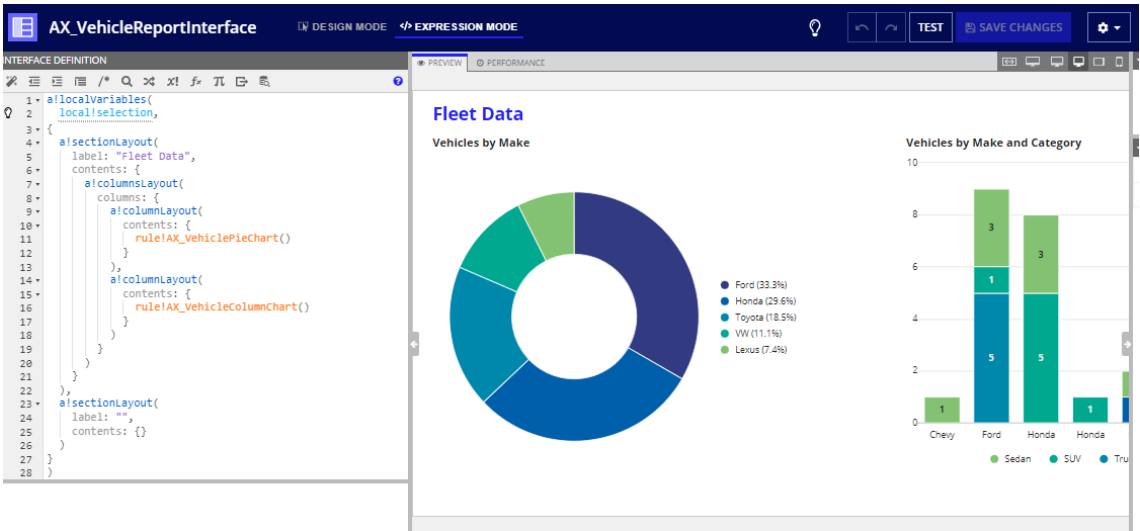 AX_VehicleReportInterface DESIGN MODE </> EXPRESSION MODE TEST SAVE CHANGES
INTERFACE DEFINITION
/* x! fx π
1 a!localVariables(
2 local!selection,
3 {
4 a!sectionLayout(
5 label: "Fleet Data",
6 contents: {
7 a!columnsLayout(
8 columns: {
9 a!columnLayout(
10 contents: {
11 rule!AX_VehiclePieChart()
12 }
13 ),
14 a!columnLayout(
15 contents: {
16 rule!AX_VehicleColumnChart()
17 }
18 )
19 }
20 )
21 }
22 ),
23 a!sectionLayout(
24 label: "",
25 contents: {}
26 )
27 }
28 )
PREVIEW PERFORMANCE
Fleet Data
Vehicles by Make
Ford (33.3%)
Honda (29.6%)
Toyota (18.5%)
VW (11.1%)
Lexus (7.4%)
Vehicles by Make and Category
10
8
6
4
2
0
3
1
5
3
5
1
1
Chevy Ford Honda Honda
Sedan SUV Tru